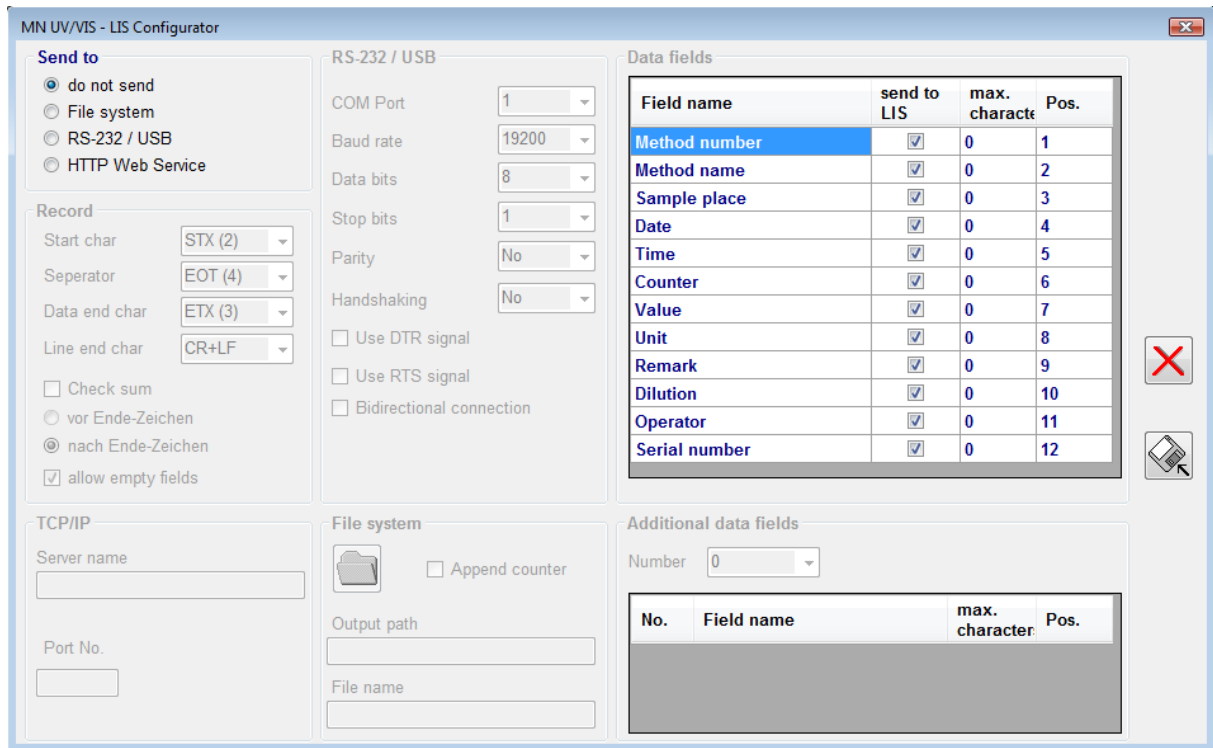 MN UV/VIS - LIS Configurator
Send to
do not send
File system
RS-232 / USB
HTTP Web Service
Record
Start char STX (2)
Seperator EOT (4)
Data end char ETX (3)
Line end char CR+LF
Check sum
vor Ende-Zeichen
nach Ende-Zeichen
allow empty fields
RS-232 / USB
COM Port 1
Baud rate 19200
Data bits 8
Stop bits 1
Parity No
Handshaking No
Use DTR signal
Use RTS signal
Bidirectional connection
Data fields
Field name send to LIS max. characte Pos.
Method number 0 1
Method name 0 2
Sample place 0 3
Date 0 4
Time 0 5
Counter 0 6
Value 0 7
Unit 0 8
Remark 0 9
Dilution 0 10
Operator 0 11
Serial number 0 12
TCP/IP
Server name
Port No.
File system
Append counter
Output path
File name
Additional data fields
Number 0
No. Field name max. character Pos.